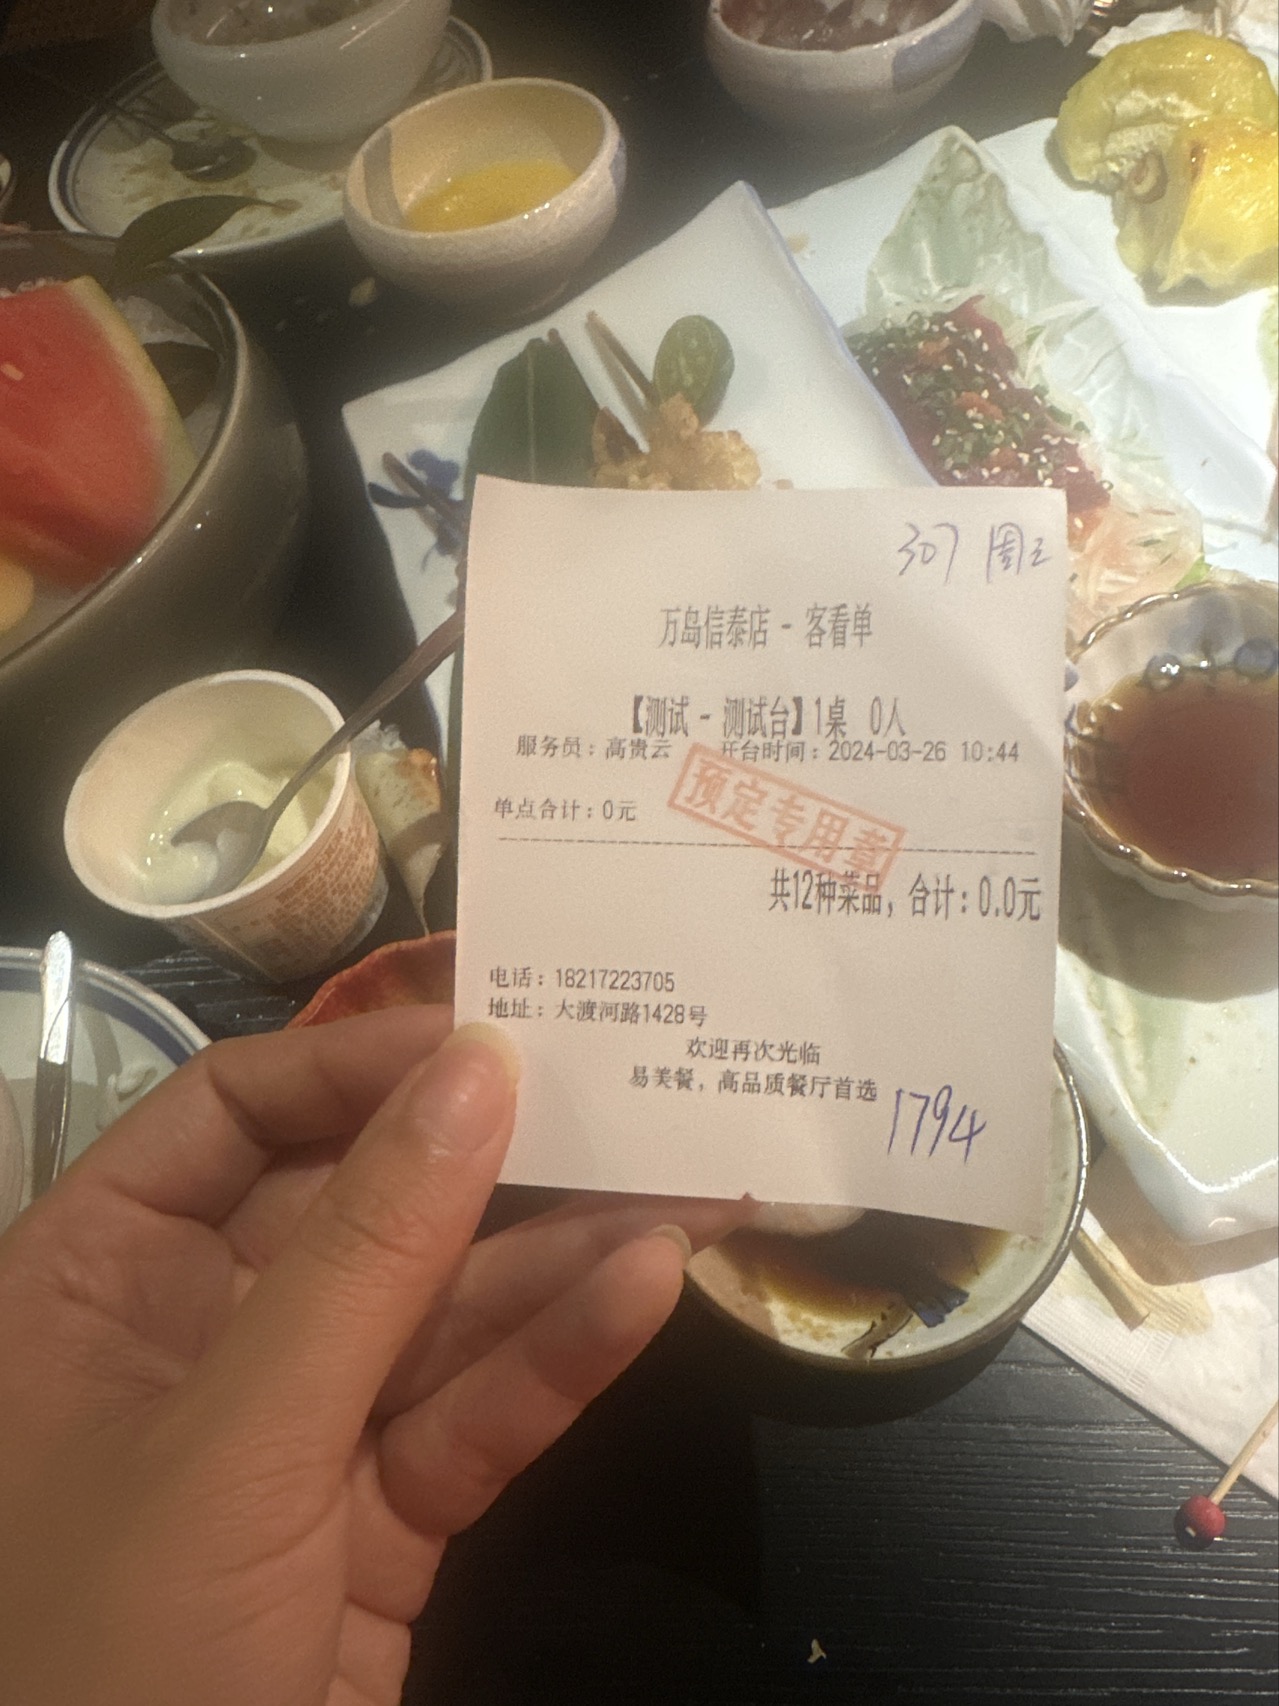 307 周三
万岛信泰店 - 客看单
【测试 - 测试台】1桌 0人
服务员：高贵云 开台时间：2024-03-26 10:44
预定专用章
单点合计：0元
共12种菜品，合计：0.0元
电话：18217223705
地址：大渡河路1428号
欢迎再次光临
易美餐，高品质餐厅首选
1794